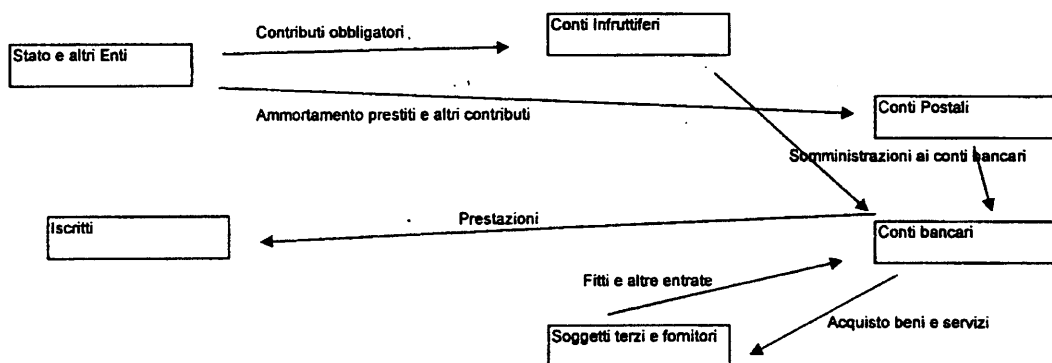 Conti Infruttiferi
Contributi obbligatori
Stato e altri Enti
Conti Postali
Ammortamento prestiti e altri contributi
Somministrazioni ai conti bancari
Prestazioni
Iscritti
Conti bancari
Fitti e altre entrate
Acquisto beni e servizi
Soggetti terzi e fornitori